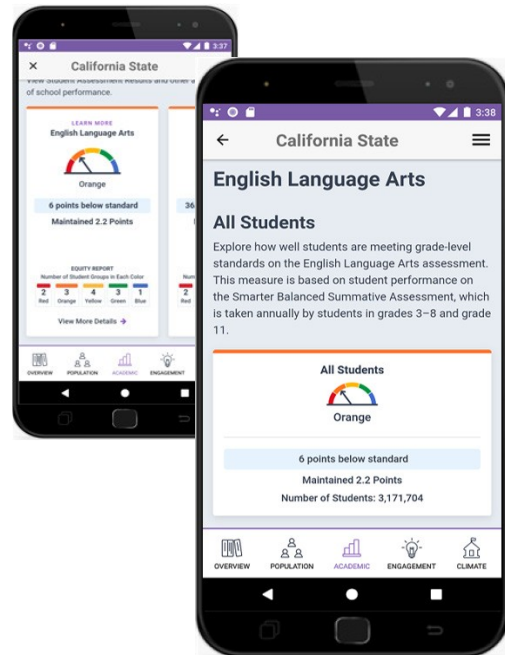 3:37
California State
View Student Assessment Results and other a
of school performance.
LEARN MORE
English Language Arts
Orange
6 points below standard
36
Maintained 2.2 Points
EQUITY REPORT
Number of Student Groups in Each Color
Num
2 3 4 3 1
2
Red Orange Yellow Green Blue
Red
View More Details →
OVERVIEW POPULATION ACADEMIC ENGAGEMENT
3:38
California State
English Language Arts
All Students
Explore how well students are meeting grade-level
standards on the English Language Arts assessment.
This measure is based on student performance on
the Smarter Balanced Summative Assessment, which
is taken annually by students in grades 3–8 and grade
11.
All Students
Orange
6 points below standard
Maintained 2.2 Points
Number of Students: 3,171,704
OVERVIEW POPULATION ACADEMIC ENGAGEMENT CLIMATE